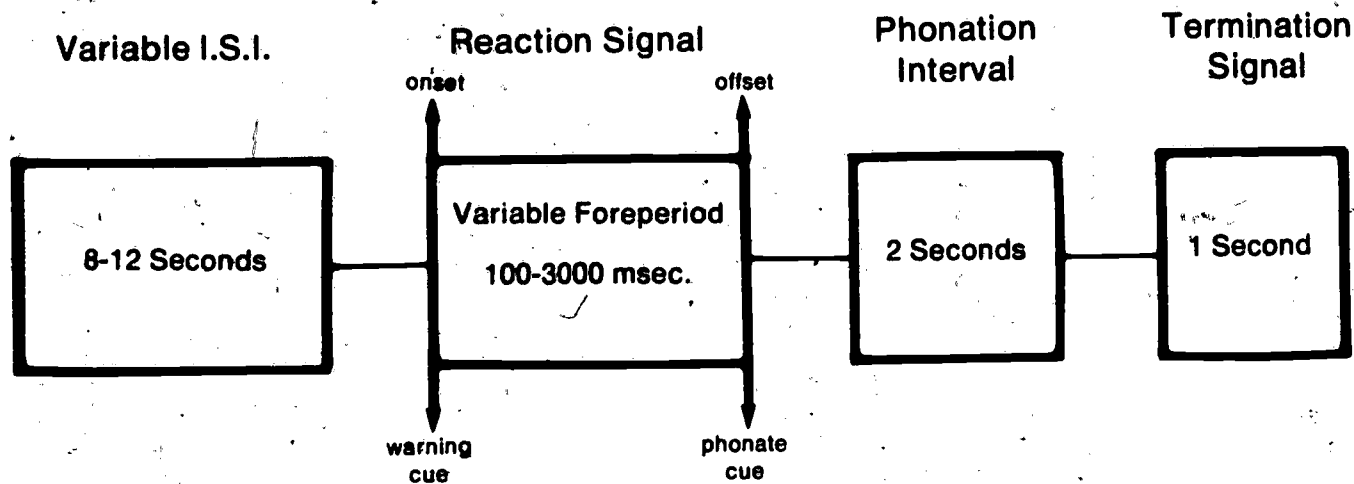 Variable I.S.I.
Reaction Signal
Phonation
Interval
Termination
Signal
onset
offset
8-12 Seconds
Variable Foreperiod
100-3000 msec.
2 Seconds
1 Second
warning
cue
phonate
cue